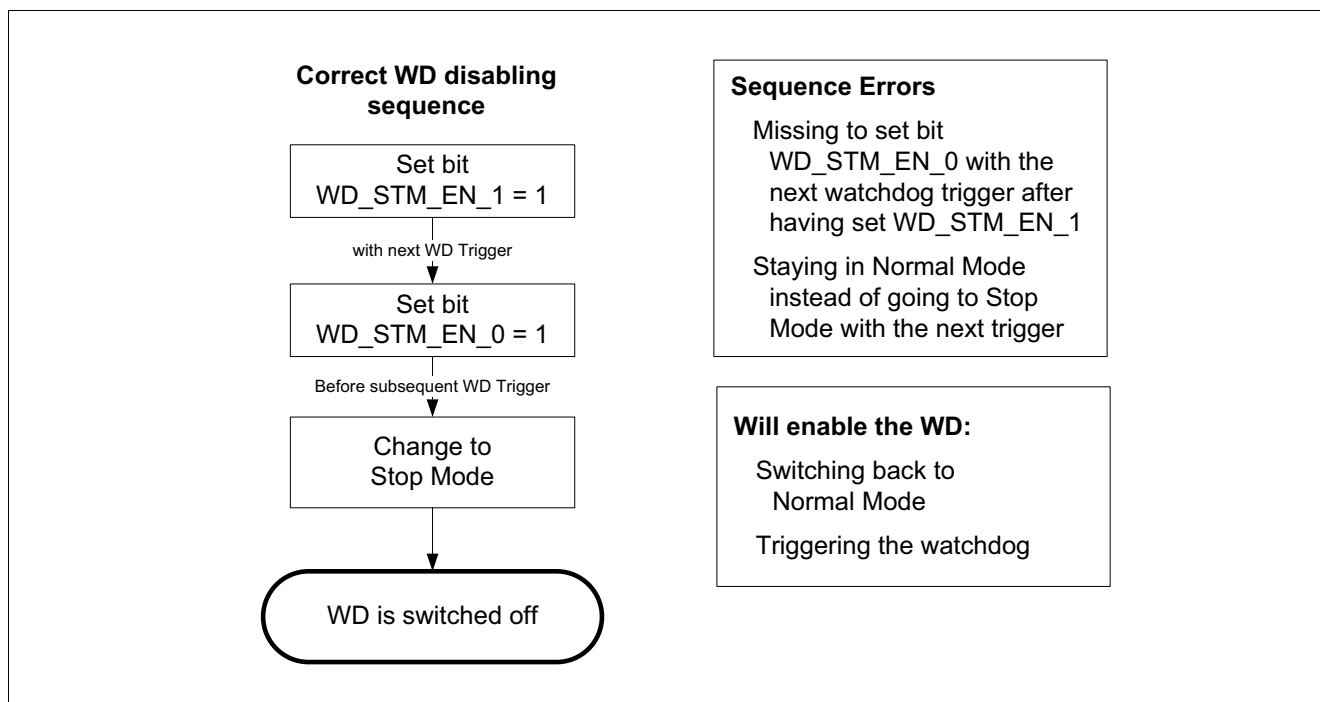 Correct WD disabling
sequence
Set bit
WD_STM_EN_1 = 1
with next WD Trigger
Set bit
WD_STM_EN_0 = 1
Before subsequent WD Trigger
Change to
Stop Mode
WD is switched off
Sequence Errors
Missing to set bit
WD_STM_EN_0 with the
next watchdog trigger after
having set WD_STM_EN_1
Staying in Normal Mode
instead of going to Stop
Mode with the next trigger
Will enable the WD:
Switching back to
Normal Mode
Triggering the watchdog